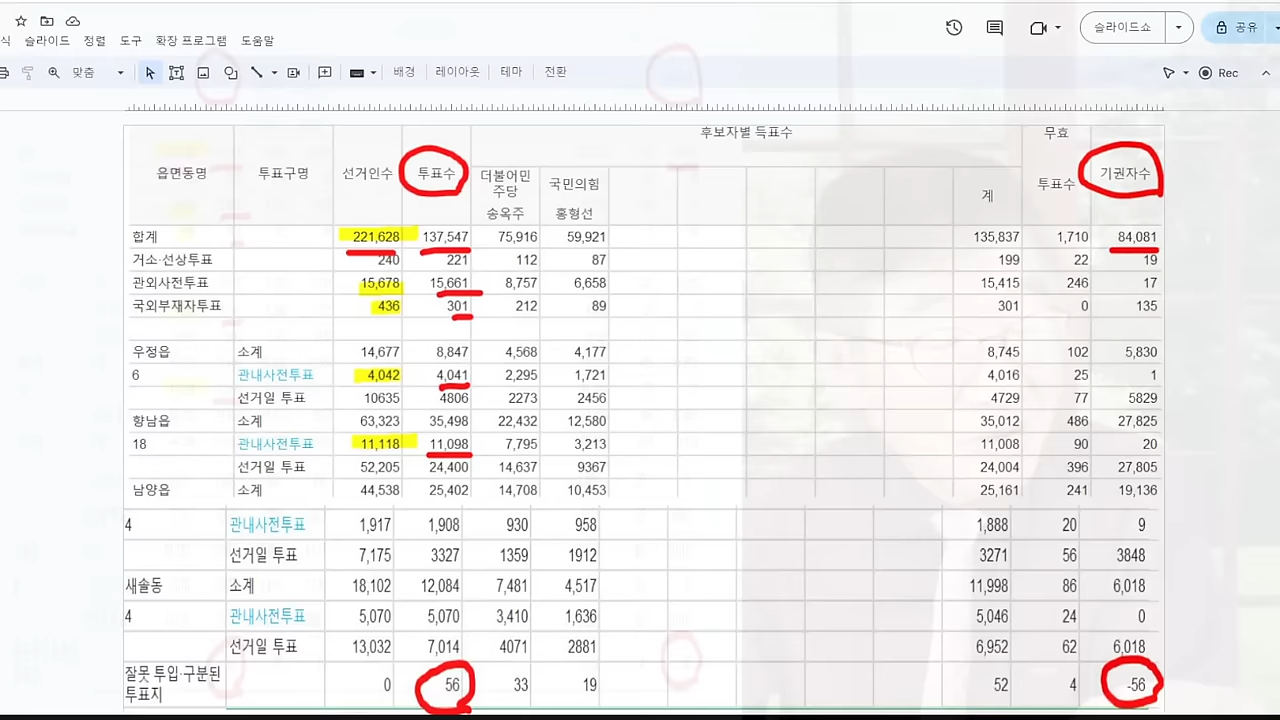 식 슬라이드 정렬 도구 확장 프로그램 도움말
슬라이드쇼
공유
맞춤
배경 레이아웃 테마 전환
Rec
읍면동명 투표구명 선거인수 투표수 후보자별 득표수 무효 투표수 기권자수
더불어민주당 송옥주 국민의힘 홍형선 계
합계 221,628 137,547 75,916 59,921 135,837 1,710 84,081
거소·선상투표 240 221 112 87 199 22 19
관외사전투표 15,678 15,661 8,757 6,658 15,415 246 17
국외부재자투표 436 301 212 89 301 0 135
우정읍 소계 14,677 8,847 4,568 4,177 8,745 102 5,830
6 관내사전투표 4,042 4,041 2,295 1,721 4,016 25 1
선거일 투표 10635 4806 2273 2456 4729 77 5829
향남읍 소계 63,323 35,498 22,432 12,580 35,012 486 27,825
18 관내사전투표 11,118 11,098 7,795 3,213 11,008 90 20
선거일 투표 52,205 24,400 14,637 9367 24,004 396 27,805
남양읍 소계 44,538 25,402 14,708 10,453 25,161 241 19,136
4 관내사전투표 1,917 1,908 930 958 1,888 20 9
선거일 투표 7,175 3327 1359 1912 3271 56 3848
새솔동 소계 18,102 12,084 7,481 4,517 11,998 86 6,018
4 관내사전투표 5,070 5,070 3,410 1,636 5,046 24 0
선거일 투표 13,032 7,014 4071 2881 6,952 62 6,018
잘못 투입·구분된 투표지 0 56 33 19 52 4 -56